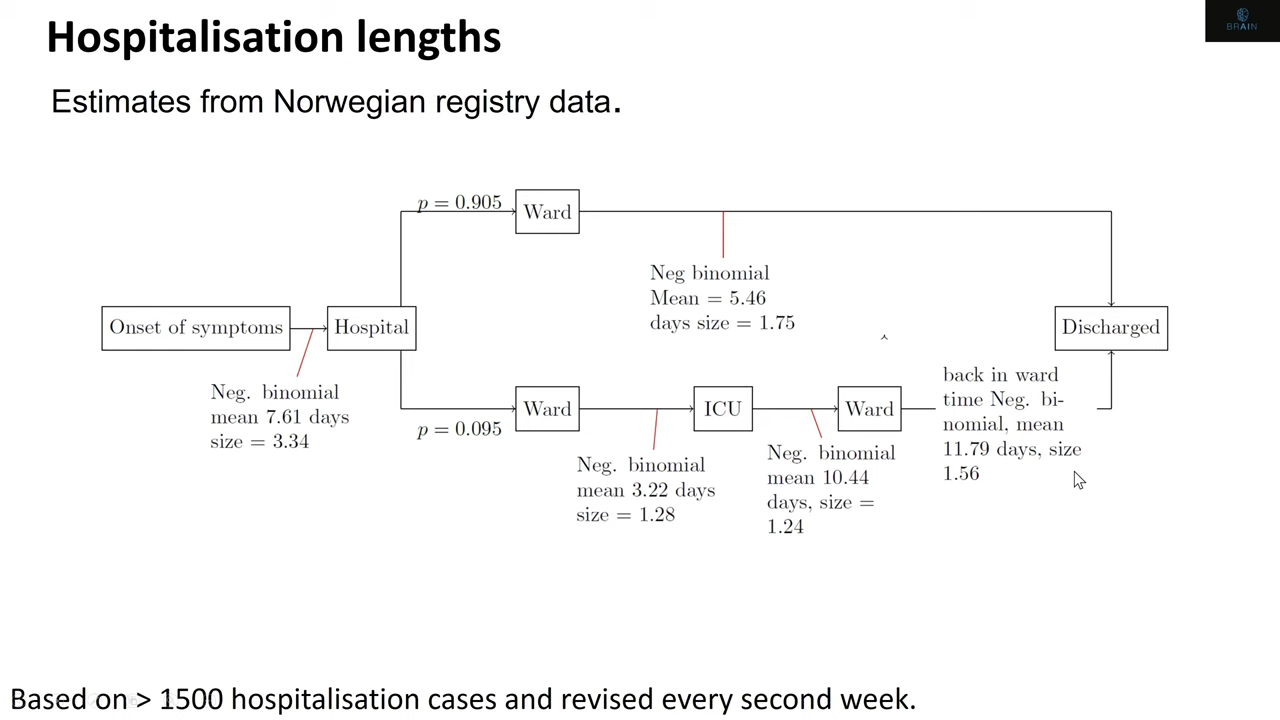 Hospitalisation lengths
BRAIN
Estimates from Norwegian registry data.
p = 0.905
Ward
Neg binomial
Mean = 5.46
days size = 1.75
Onset of symptoms
Hospital
Discharged
Neg. binomial
mean 7.61 days
size = 3.34
p = 0.095
Ward
ICU
Ward
Neg. binomial
mean 3.22 days
size = 1.28
Neg. binomial
mean 10.44
days, size =
1.24
back in ward
time Neg. bi-
nomial, mean
11.79 days, size
1.56
Based on > 1500 hospitalisation cases and revised every second week.